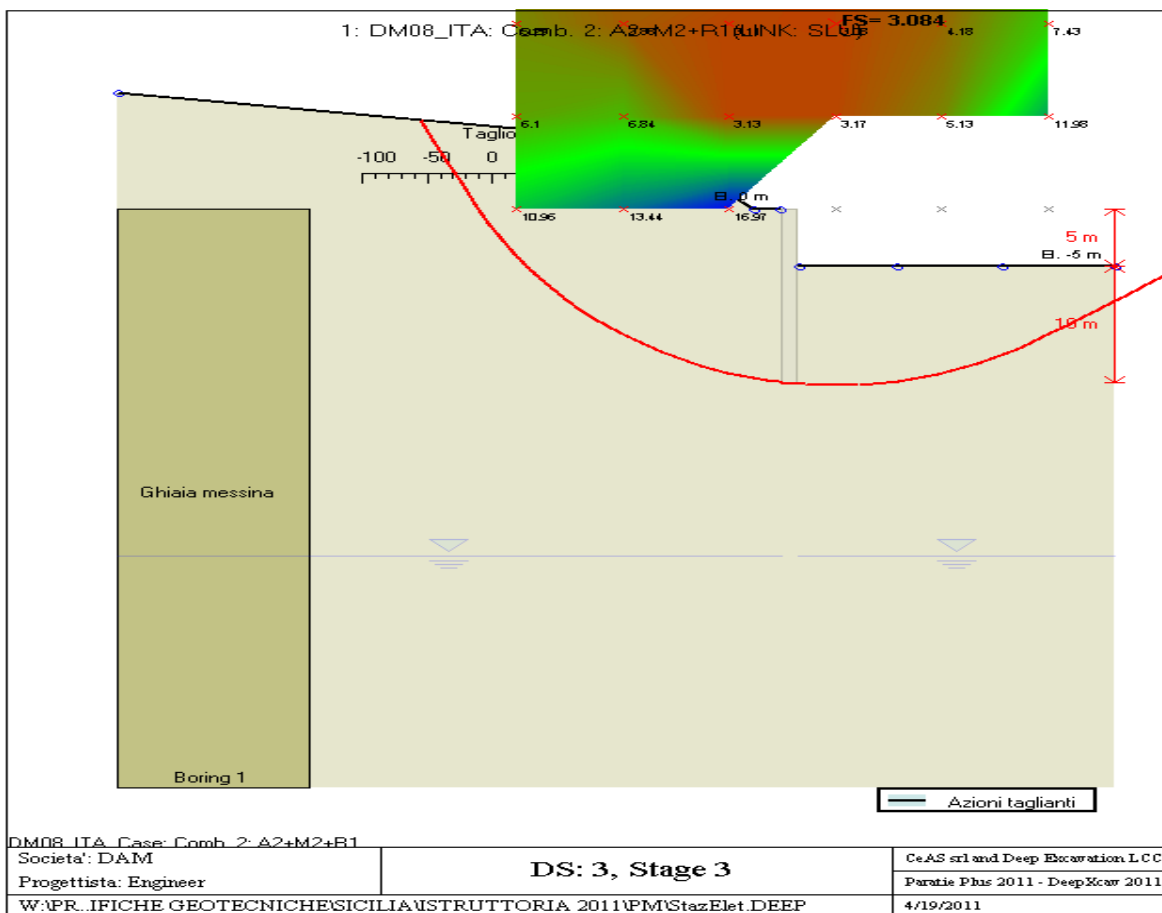 FS= 3.084
1: DM08_ITA: Comb. 2: A2+M2+R1(LINK: SLU)
4.18
7.43
6.1
6.84
3.13
3.17
5.13
11.98
Taglio
-100 -50 0
El. 0 m
10.96
13.44
16.97
5 m
El. -5 m
10 m
Ghiaia messina
Boring 1
Azioni taglianti
DM08_ITA Case: Comb. 2: A2+M2+R1
Societa': DAM
Progettista: Engineer
DS: 3, Stage 3
CeAS srl and Deep Excavation LCC
Paratie Plus 2011 - DeepXcav 2011
W:\PR..IFICHE GEOTECNICHE\SICILIA\ISTRUTTORIA 2011\PM\StazElet.DEEP
4/19/2011